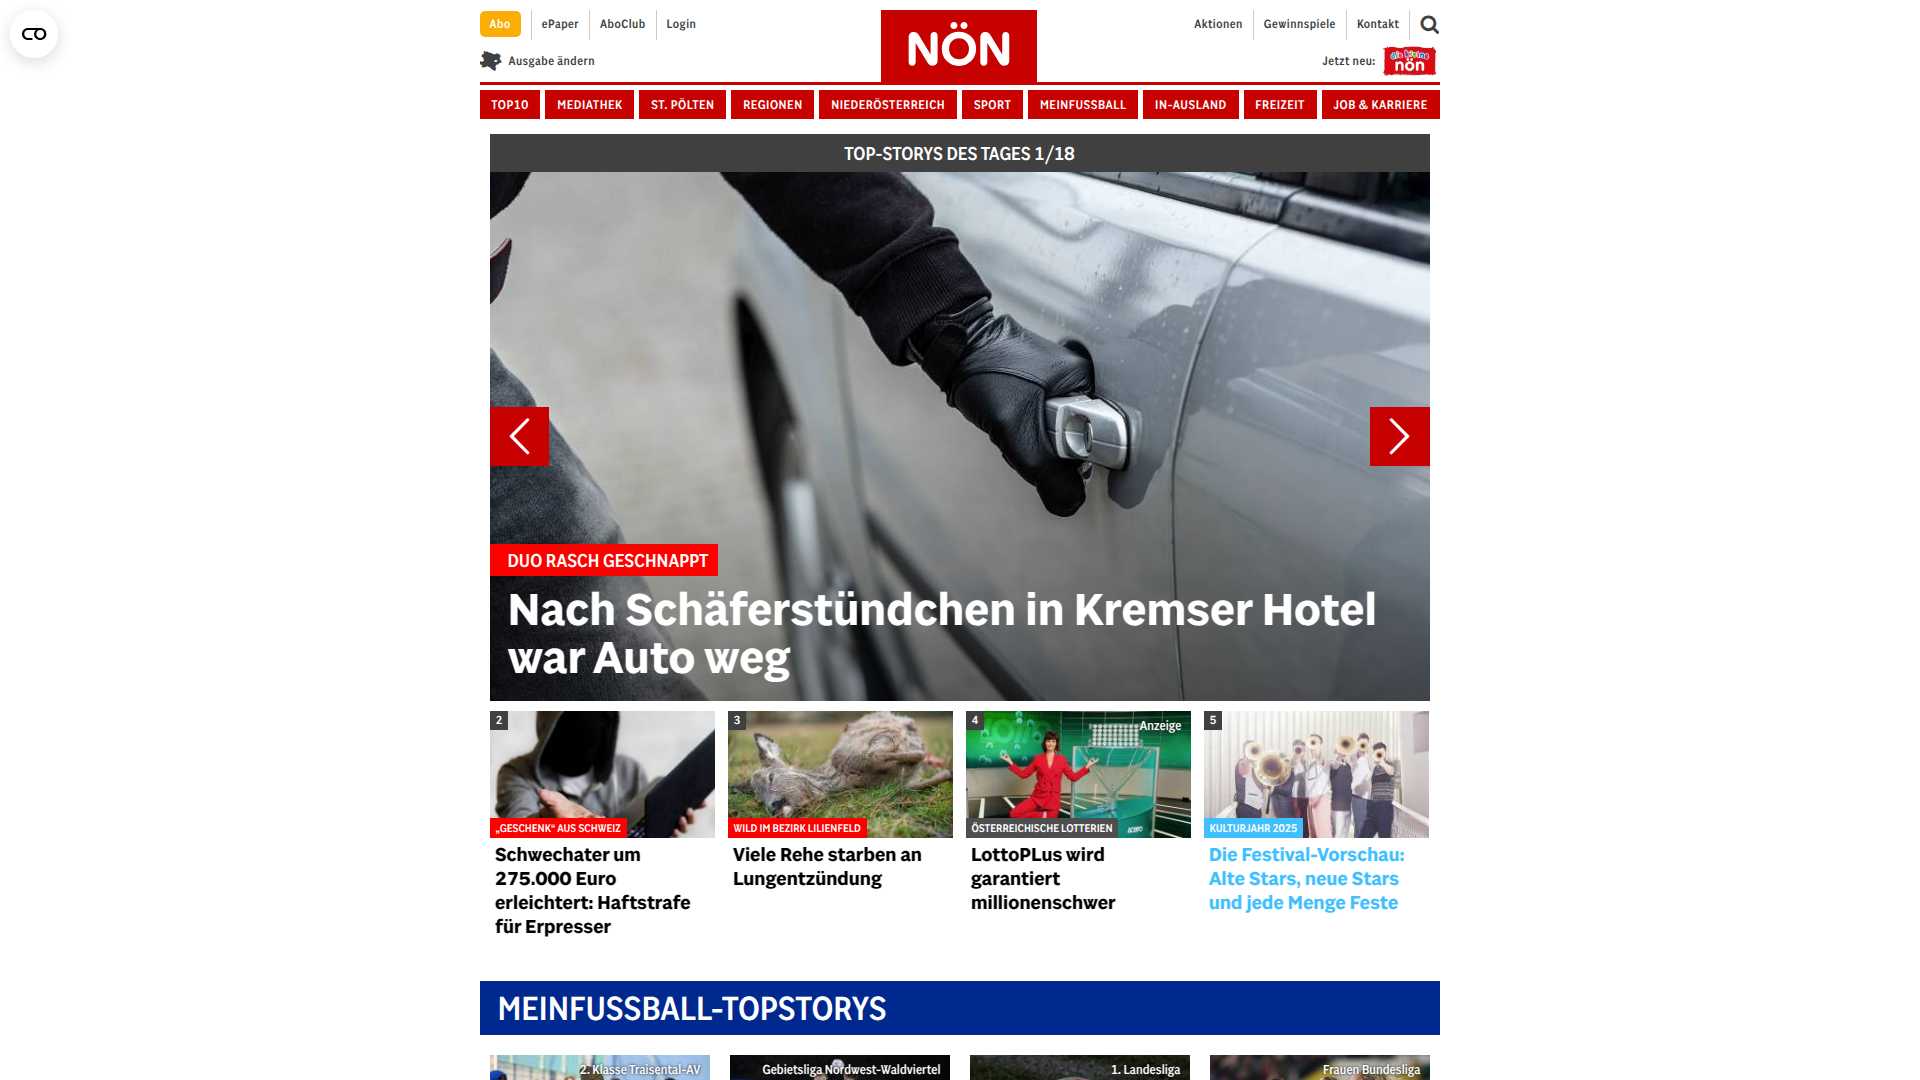 Abo
ePaper
AboClub
Login
NÖN
Aktionen
Gewinnspiele
Kontakt
Ausgabe ändern
Jetzt neu:
die kleine
nön
TOP10
MEDIATHEK
ST. PÖLTEN
REGIONEN
NIEDERÖSTERREICH
SPORT
MEINFUSSBALL
IN-AUSLAND
FREIZEIT
JOB & KARRIERE
TOP-STORYS DES TAGES 1/18
DUO RASCH GESCHNAPPT
Nach Schäferstündchen in Kremser Hotel
war Auto weg
2
„GESCHENK“ AUS SCHWEIZ
Schwechater um
275.000 Euro
erleichtert: Haftstrafe
für Erpresser
3
WILD IM BEZIRK LILIENFELD
Viele Rehe starben an
Lungentzündung
4
Anzeige
ÖSTERREICHISCHE LOTTERIEN
LottoPLus wird
garantiert
millionenschwer
5
KULTURJAHR 2025
Die Festival-Vorschau:
Alte Stars, neue Stars
und jede Menge Feste
MEINFUSSBALL-TOPSTORYS
2. Klasse Traisental-AV
Gebietsliga Nordwest-Waldviertel
1. Landesliga
Frauen Bundesliga